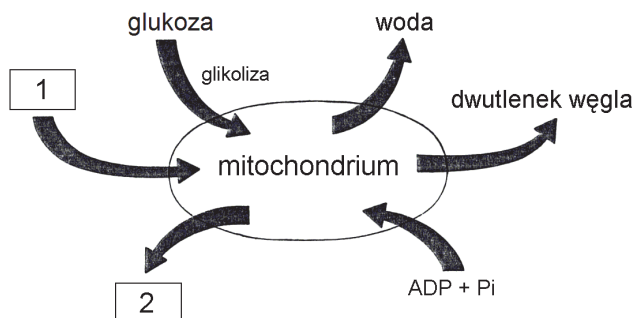 glukoza
woda
glikoliza
1
dwutlenek węgla
mitochondrium
2
ADP + Pi